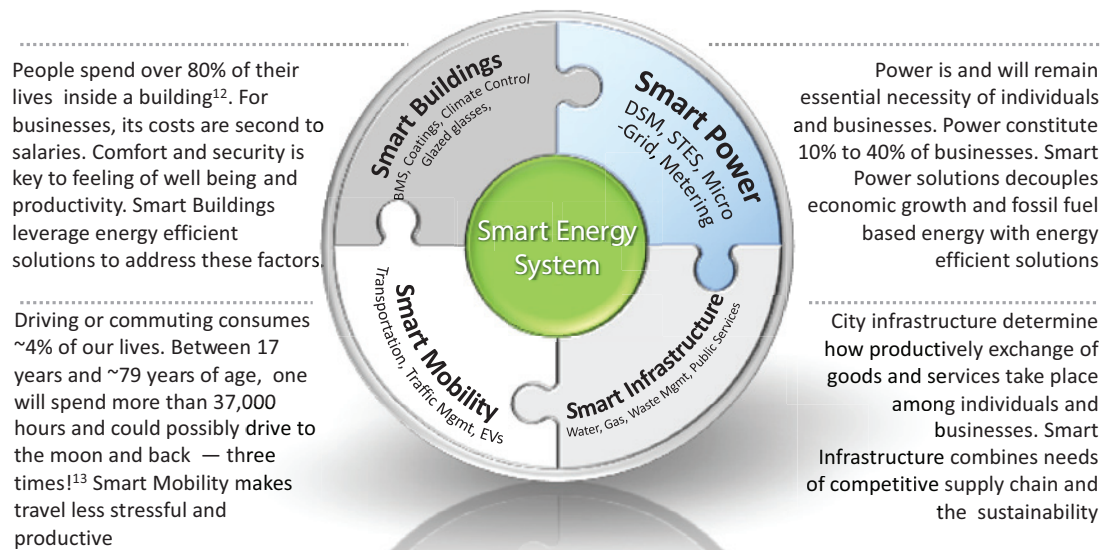 People spend over 80% of their
lives inside a building¹². For
businesses, its costs are second to
salaries. Comfort and security is
key to feeling of well being and
productivity. Smart Buildings
leverage energy efficient
solutions to address these factors.
Smart Buildings
BMS, Coatings, Climate Control
Glazed glasses,
Smart Power
DSM, STES, Micro
-Grid, Metering
Power is and will remain
essential necessity of individuals
and businesses. Power constitute
10% to 40% of businesses. Smart
Power solutions decouples
economic growth and fossil fuel
based energy with energy
efficient solutions
Smart Energy
System
Driving or commuting consumes
~4% of our lives. Between 17
years and ~79 years of age, one
will spend more than 37,000
hours and could possibly drive to
the moon and back — three
times!¹³ Smart Mobility makes
travel less stressful and
productive
Smart Mobility
Transportation, Traffic Mgmt, EVs
Smart Infrastructure
Water, Gas, Waste Mgmt, Public Services
City infrastructure determine
how productively exchange of
goods and services take place
among individuals and
businesses. Smart
Infrastructure combines needs
of competitive supply chain and
the sustainability